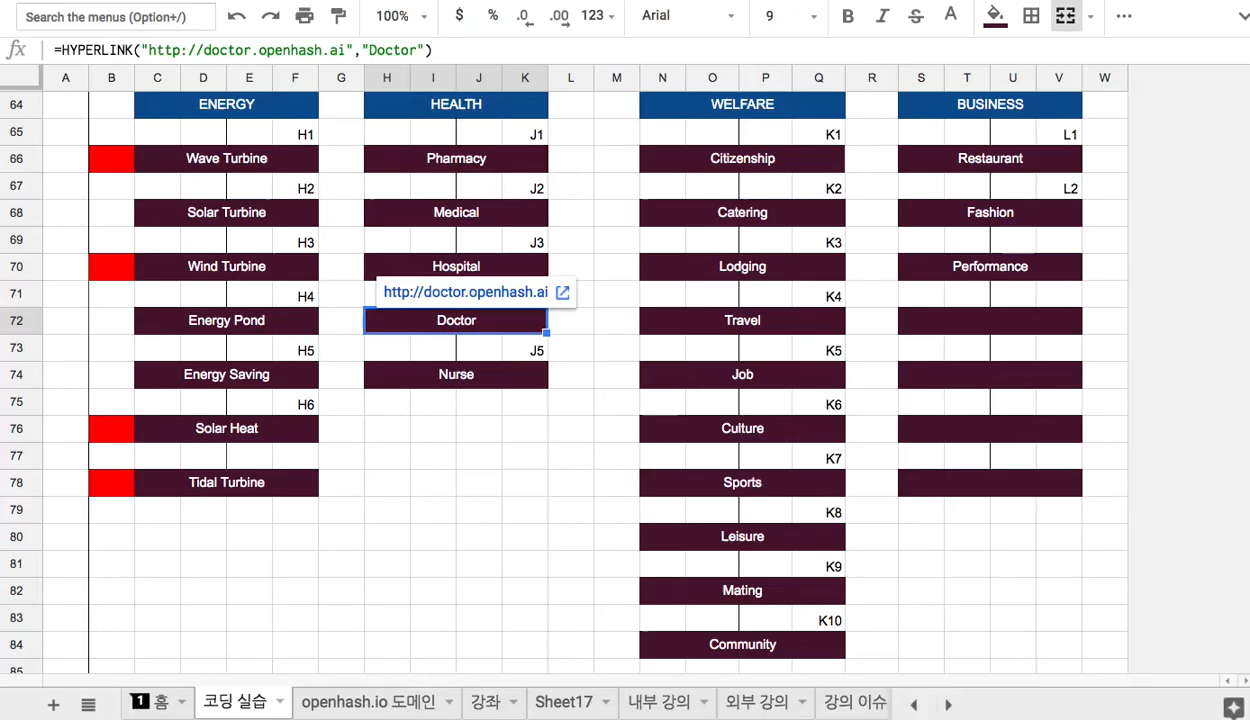 Search the menus (Option+/) 100% $ % .0 .00 123 Arial 9 B I S A
fx =HYPERLINK("http://doctor.openhash.ai","Doctor")
A B C D E F G H I J K L M N O P Q R S T U V W
64 ENERGY HEALTH WELFARE BUSINESS
65 H1 J1 K1 L1
66 Wave Turbine Pharmacy Citizenship Restaurant
67 H2 J2 K2 L2
68 Solar Turbine Medical Catering Fashion
69 H3 J3 K3
70 Wind Turbine Hospital Lodging Performance
71 H4 http://doctor.openhash.ai K4
72 Energy Pond Doctor Travel
73 H5 J5 K5
74 Energy Saving Nurse Job
75 H6 K6
76 Solar Heat Culture
77 K7
78 Tidal Turbine Sports
79 K8
80 Leisure
81 K9
82 Mating
83 K10
84 Community
85
+ 1 홈 코딩 실습 openhash.io 도메인 강좌 Sheet17 내부 강의 외부 강의 강의 이슈